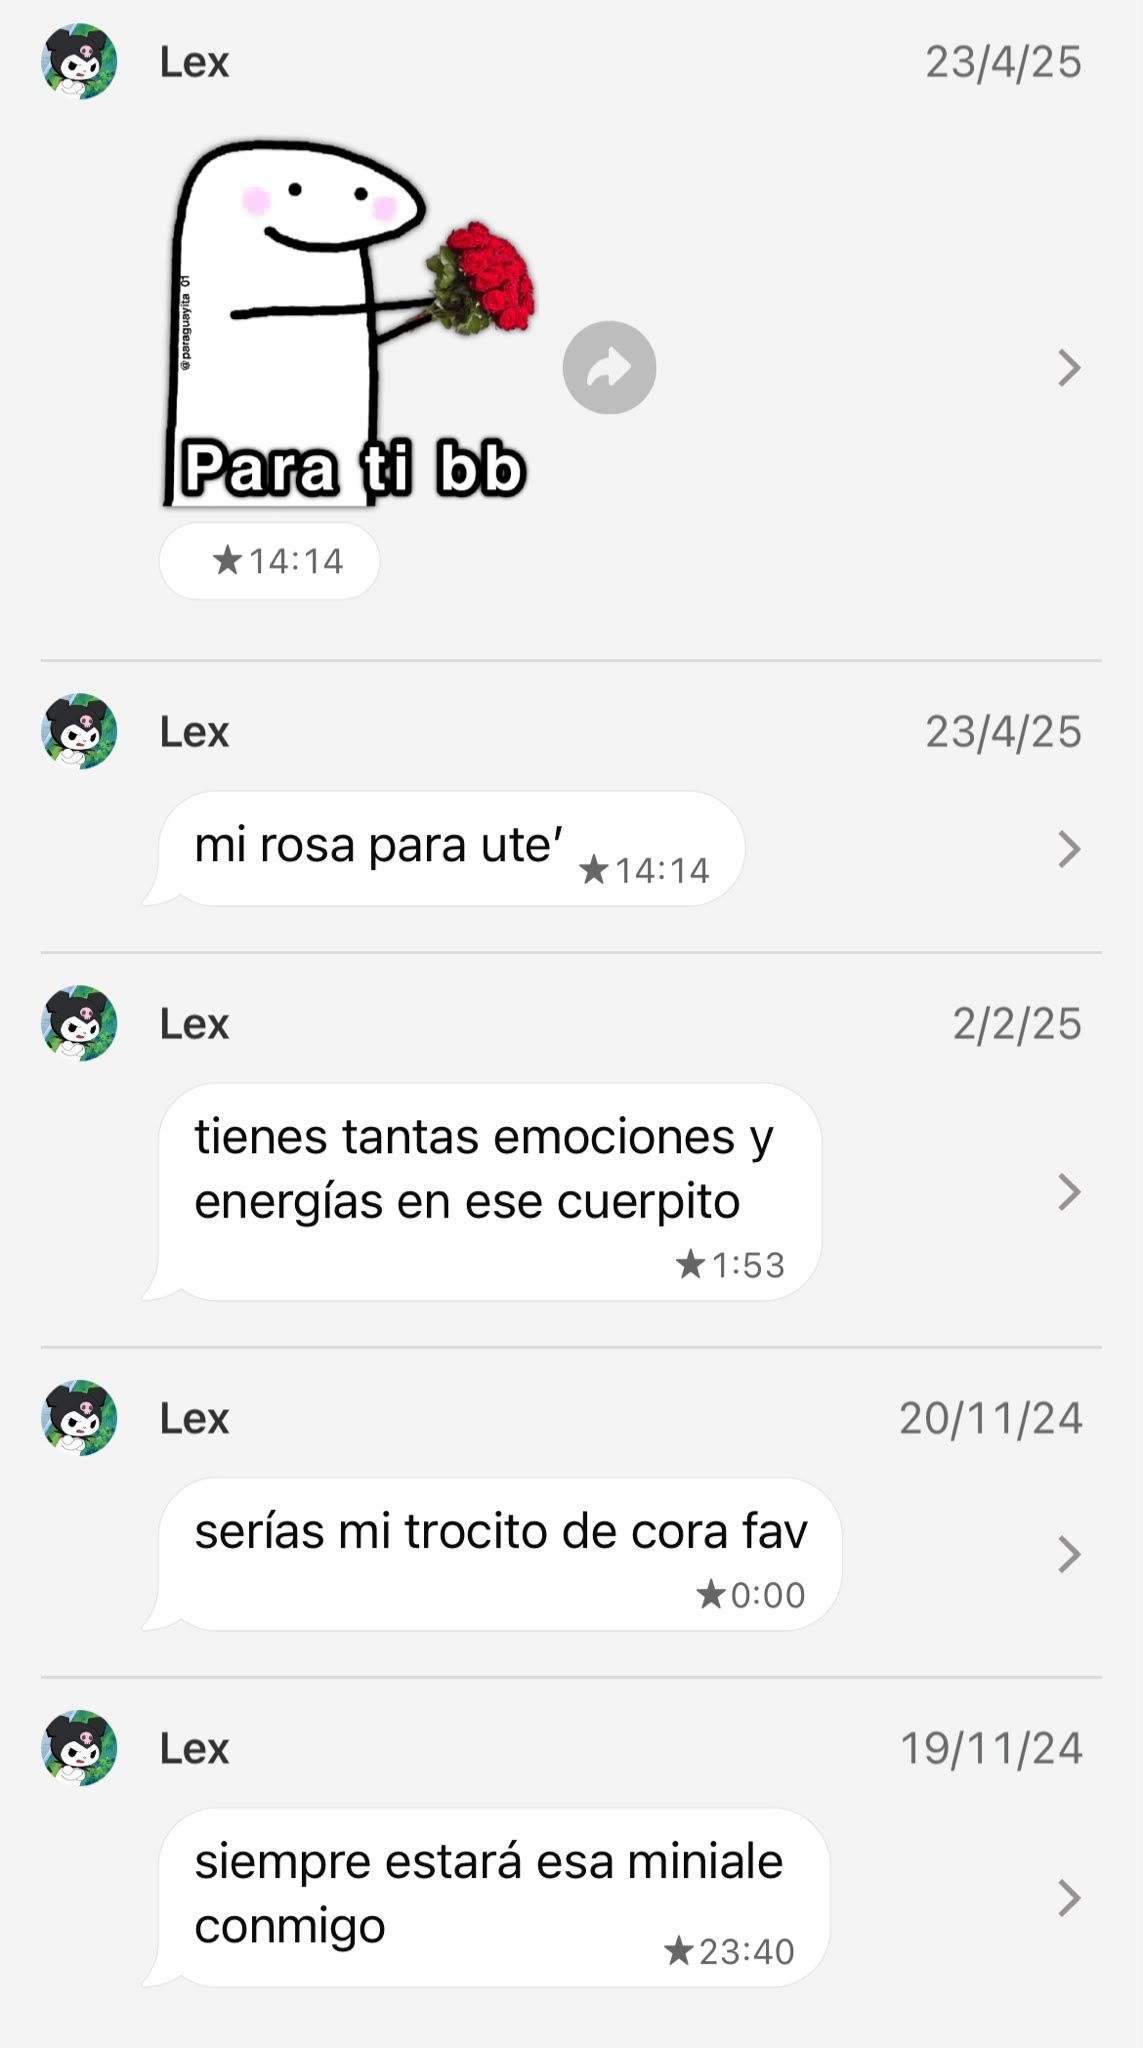 Lex
23/4/25
@paraguayita_01
Para ti bb
★14:14
Lex
23/4/25
mi rosa para ute’
★14:14
Lex
2/2/25
tienes tantas emociones y
energías en ese cuerpito
★1:53
Lex
20/11/24
serías mi trocito de cora fav
★0:00
Lex
19/11/24
siempre estará esa miniale
conmigo
★23:40